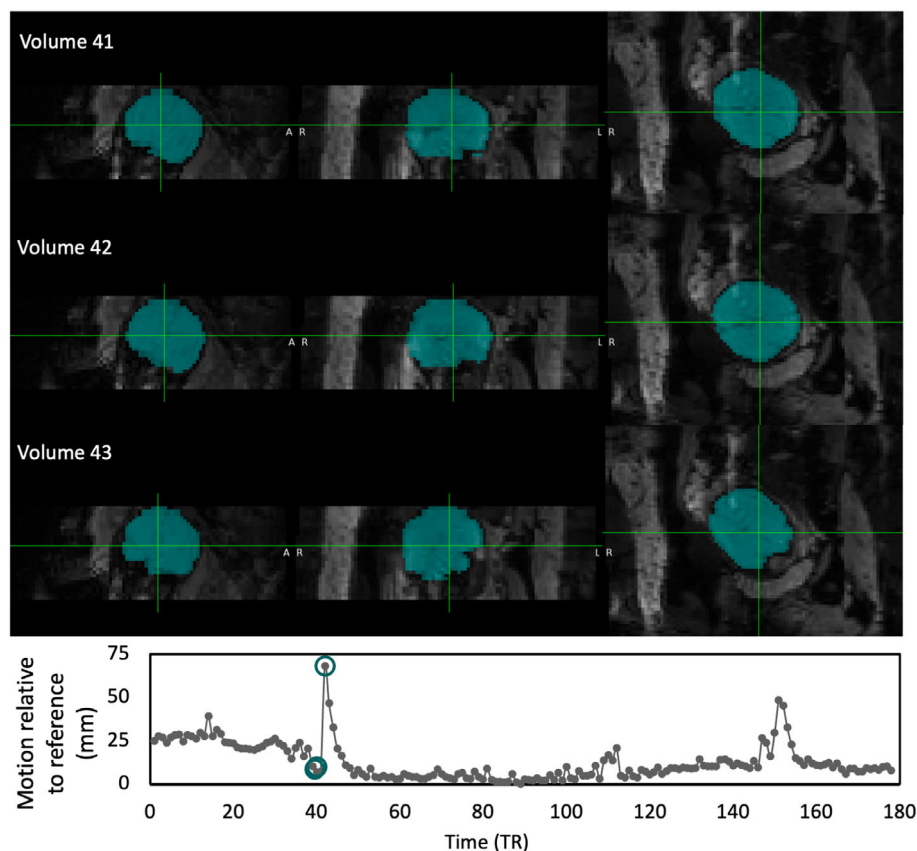 Volume 41
A R
L R
Volume 42
A R
L R
Volume 43
A R
L R
Motion relative
to reference
(mm)
75
50
25
0
0 20 40 60 80 100 120 140 160 180
Time (TR)